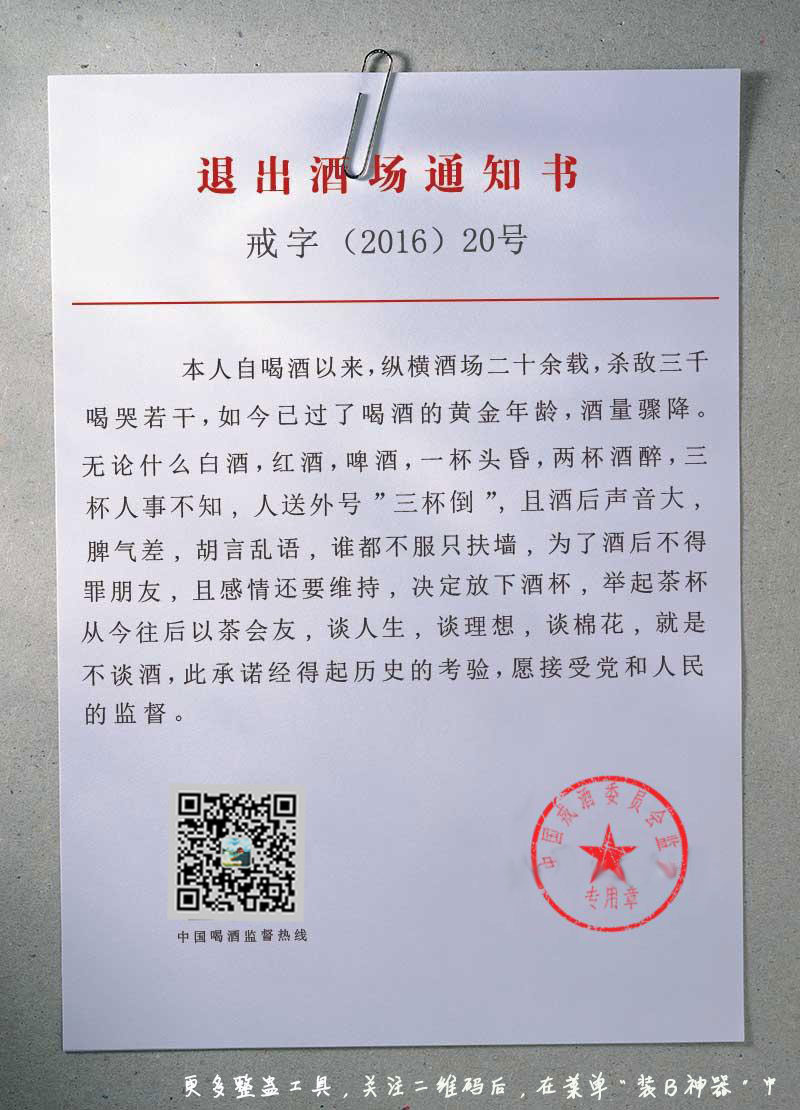 退出酒场通知书
戒字（2016）20号
本人自喝酒以来，纵横酒场二十余载，杀敌三千
喝哭若干，如今已过了喝酒的黄金年龄，酒量骤降。
无论什么白酒，红酒，啤酒，一杯头昏，两杯酒醉，三
杯人事不知，人送外号”三杯倒”，且酒后声音大，
脾气差，胡言乱语，谁都不服只扶墙，为了酒后不得
罪朋友，且感情还要维持，决定放下酒杯，举起茶杯
从今往后以茶会友，谈人生，谈理想，谈棉花，就是
不谈酒，此承诺经得起历史的考验，愿接受党和人民
的监督。
中国戒酒委员会监
专用章
中国喝酒监督热线
更多整蛊工具，关注二维码后，在菜单“装B神器”中